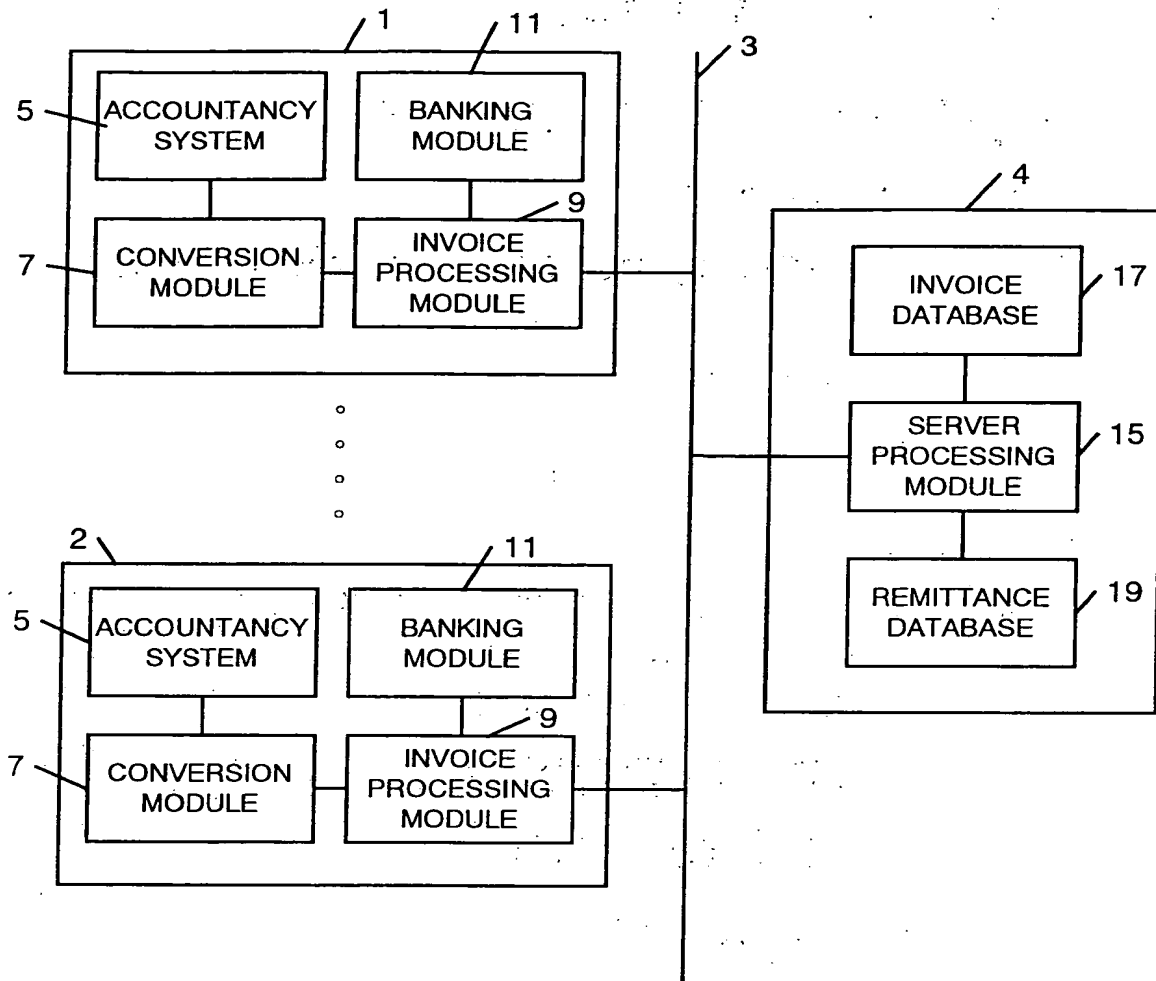 1
11
3
5
ACCOUNTANCY
SYSTEM
BANKING
MODULE
7
CONVERSION
MODULE
9
INVOICE
PROCESSING
MODULE
4
INVOICE
DATABASE
17
SERVER
PROCESSING
MODULE
15
REMITTANCE
DATABASE
19
2
11
5
ACCOUNTANCY
SYSTEM
BANKING
MODULE
7
CONVERSION
MODULE
9
INVOICE
PROCESSING
MODULE